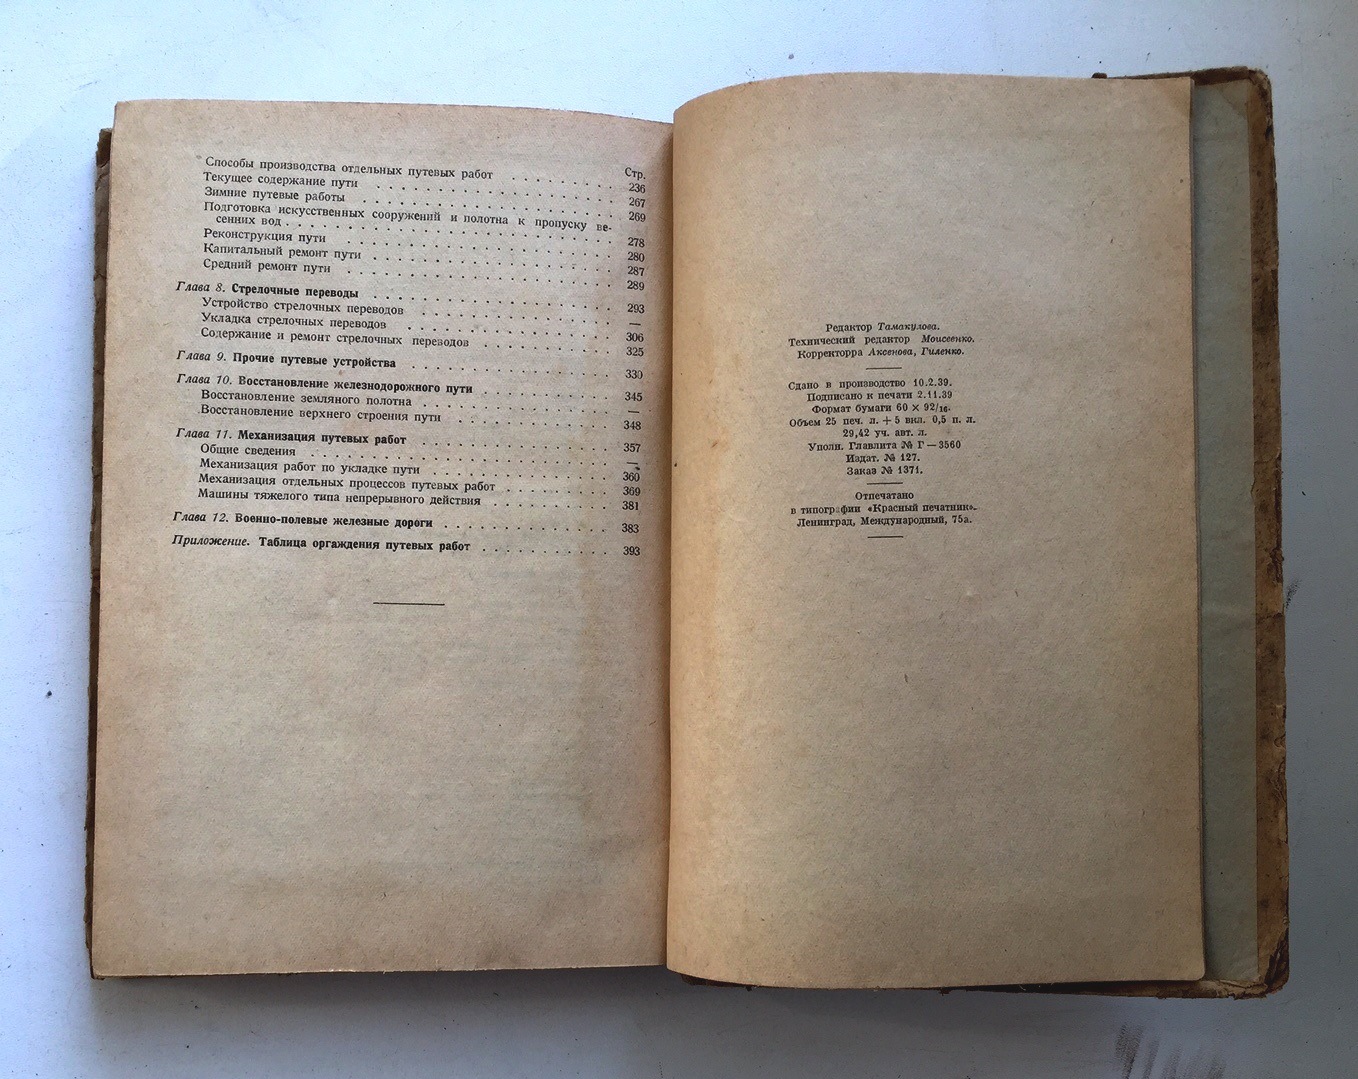 Стр.
Способы производства отдельных путевых работ 236
Текущее содержание пути 267
Зимние путевые работы 269
Подготовка искусственных сооружений и полотна к пропуску ве-
сенних вод 278
Реконструкция пути 280
Капитальный ремонт пути 287
Средний ремонт пути 289
Глава 8. Стрелочные переводы 293
Устройство стрелочных переводов —
Укладка стрелочных переводов 306
Содержание и ремонт стрелочных переводов 325
Глава 9. Прочие путевые устройства 330
Глава 10. Восстановление железнодорожного пути 345
Восстановление земляного полотна —
Восстановление верхнего строения пути 348
Глава 11. Механизация путевых работ 357
Общие сведения —
Механизация работ по укладке пути 360
Механизация отдельных процессов путевых работ 369
Машины тяжелого типа непрерывного действия 381
Глава 12. Военно-полевые железные дороги 383
Приложение. Таблица оргаждения путевых работ 393
Редактор Тамакулова.
Технический редактор Моисеенко.
Корректорра Аксенова, Гиленко.
Сдано в производство 10.2.39.
Подписано к печати 2.11.39
Формат бумаги 60 × 92/16.
Объем 25 печ. л. + 5 вкл. 0,5 п. л.
29,42 уч. авт. л.
Уполн. Главлита № Г—3560
Издат. № 127.
Заказ № 1371.
Отпечатано
в типографии «Красный печатник».
Ленинград, Международный, 75а.